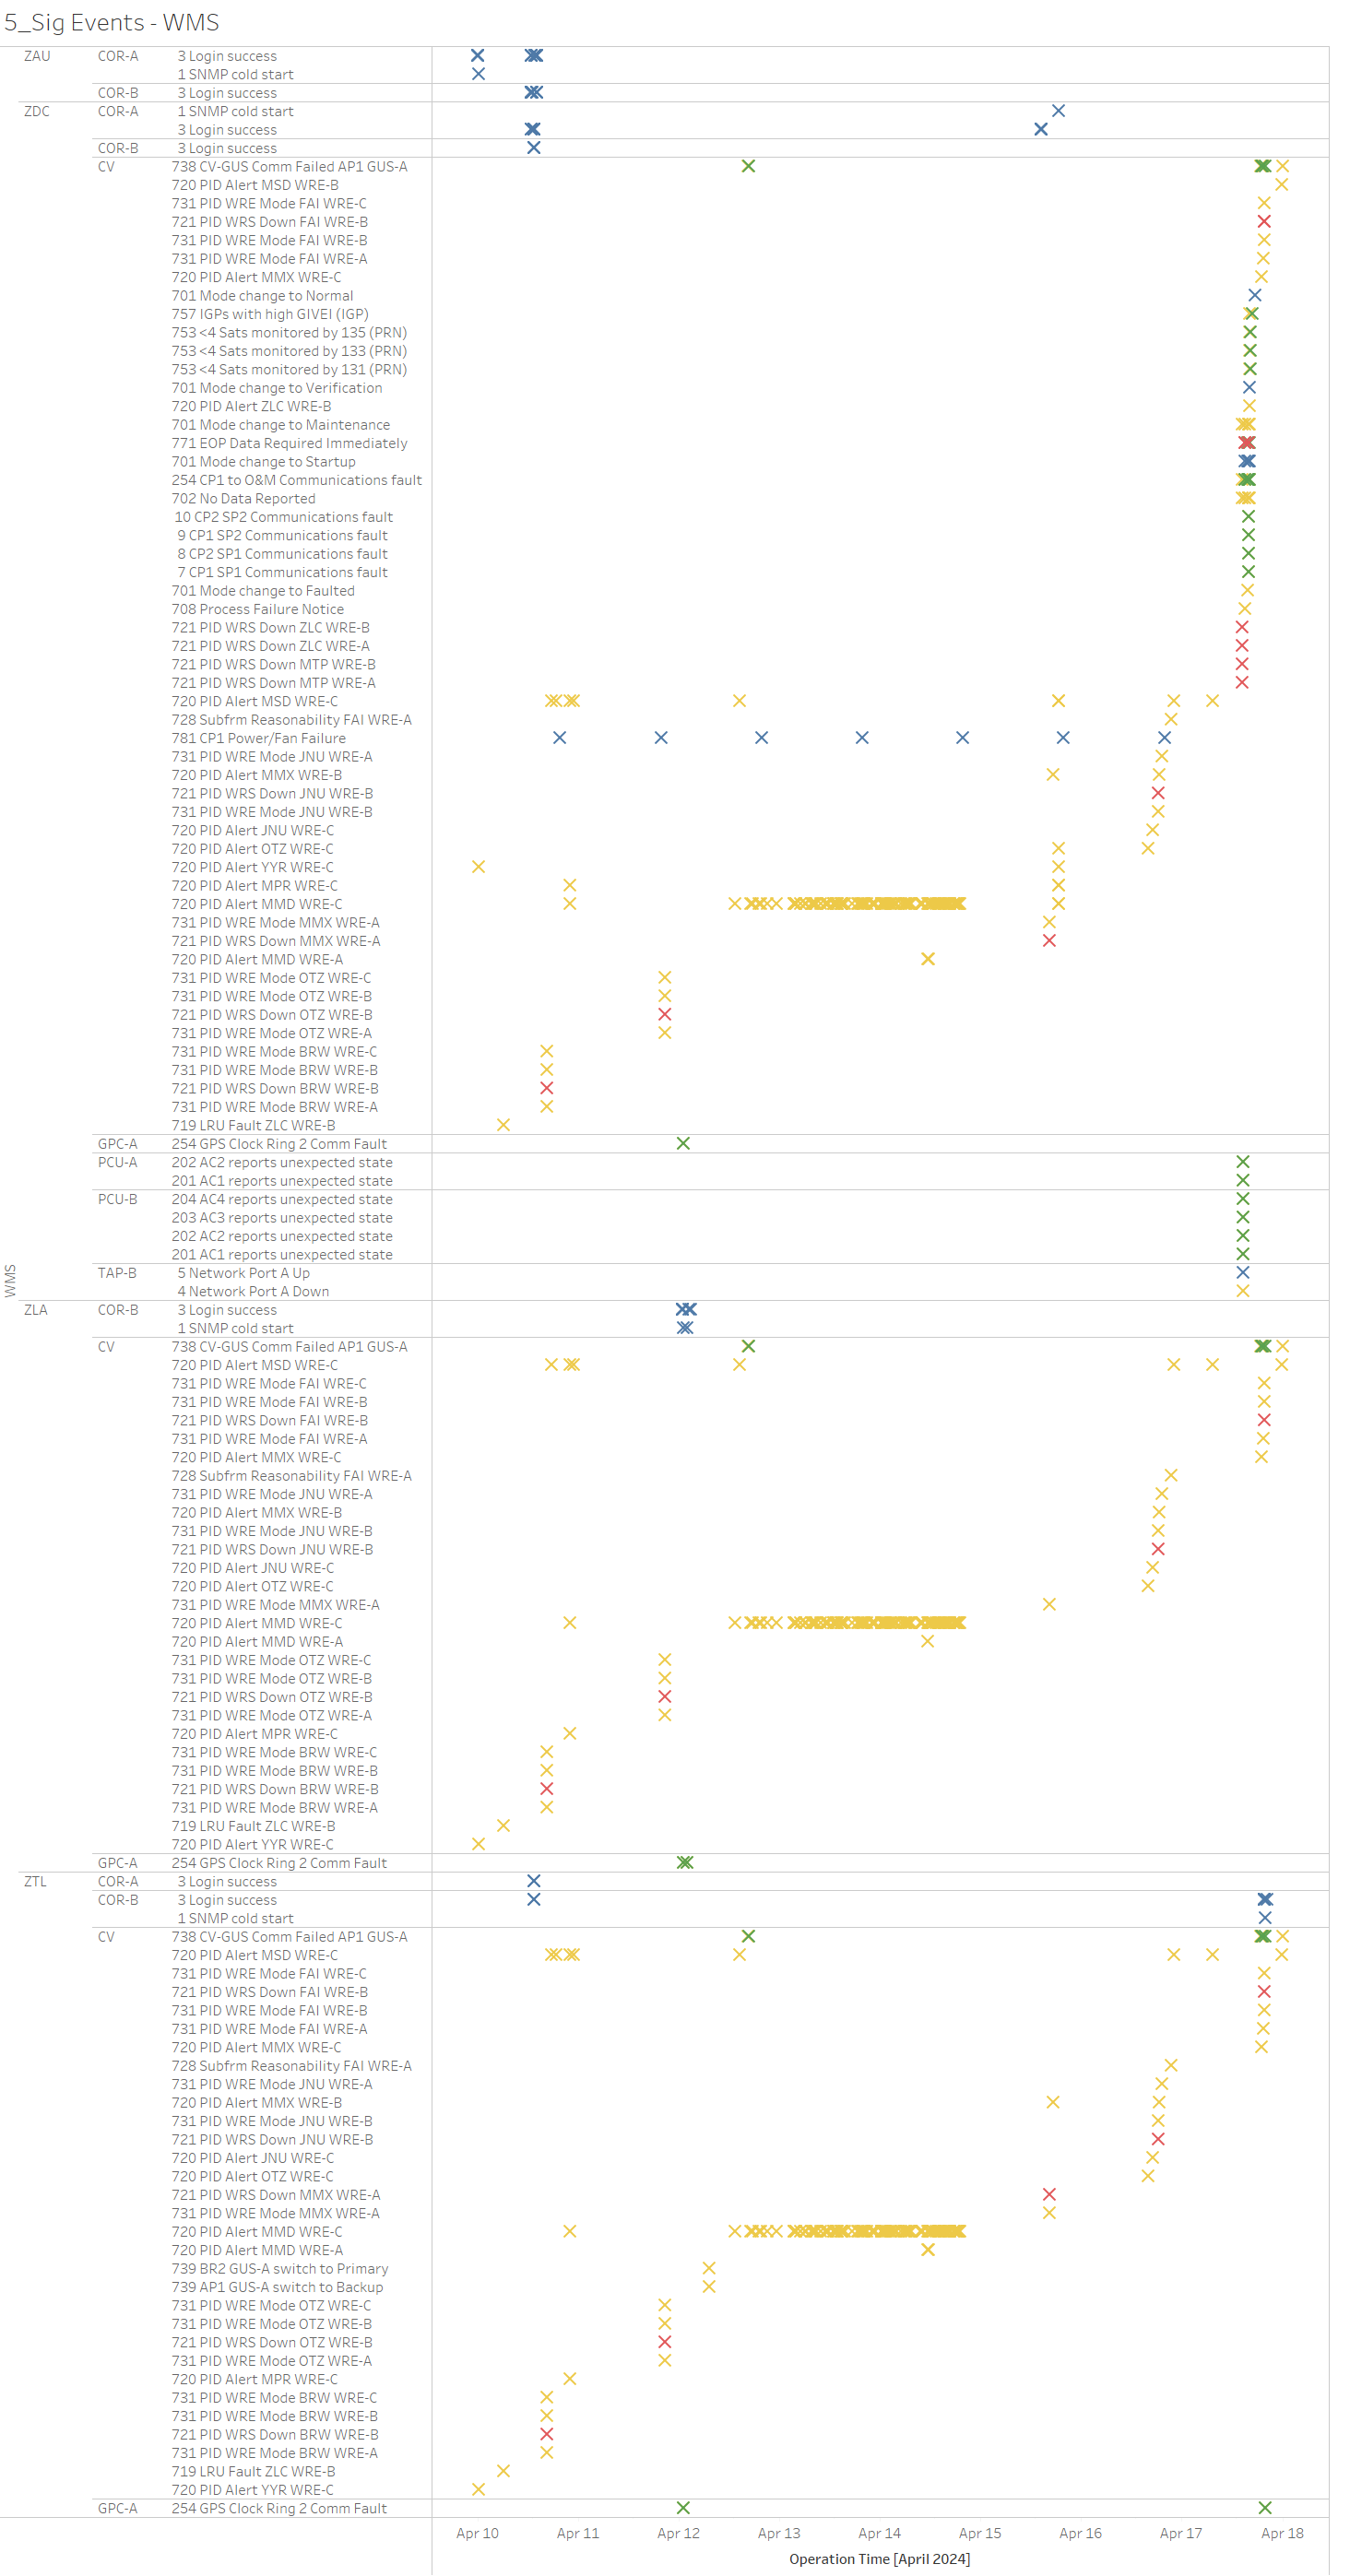 5_Sig Events - WMS
ZAU COR-A 3 Login success
1 SNMP cold start
COR-B 3 Login success
ZDC COR-A 1 SNMP cold start
3 Login success
COR-B 3 Login success
CV 738 CV-GUS Comm Failed AP1 GUS-A
720 PID Alert MSD WRE-B
731 PID WRE Mode FAI WRE-C
721 PID WRS Down FAI WRE-B
731 PID WRE Mode FAI WRE-B
731 PID WRE Mode FAI WRE-A
720 PID Alert MMX WRE-C
701 Mode change to Normal
757 IGPs with high GIVEI (IGP)
753 <4 Sats monitored by 135 (PRN)
753 <4 Sats monitored by 133 (PRN)
753 <4 Sats monitored by 131 (PRN)
701 Mode change to Verification
720 PID Alert ZLC WRE-B
701 Mode change to Maintenance
771 EOP Data Required Immediately
701 Mode change to Startup
254 CP1 to O&M Communications fault
702 No Data Reported
10 CP2 SP2 Communications fault
9 CP1 SP2 Communications fault
8 CP2 SP1 Communications fault
7 CP1 SP1 Communications fault
701 Mode change to Faulted
708 Process Failure Notice
721 PID WRS Down ZLC WRE-B
721 PID WRS Down ZLC WRE-A
721 PID WRS Down MTP WRE-B
721 PID WRS Down MTP WRE-A
720 PID Alert MSD WRE-C
728 Subfrm Reasonability FAI WRE-A
781 CP1 Power/Fan Failure
731 PID WRE Mode JNU WRE-A
720 PID Alert MMX WRE-B
721 PID WRS Down JNU WRE-B
731 PID WRE Mode JNU WRE-B
720 PID Alert JNU WRE-C
720 PID Alert OTZ WRE-C
720 PID Alert YYR WRE-C
720 PID Alert MPR WRE-C
720 PID Alert MMD WRE-C
731 PID WRE Mode MMX WRE-A
721 PID WRS Down MMX WRE-A
720 PID Alert MMD WRE-A
731 PID WRE Mode OTZ WRE-C
731 PID WRE Mode OTZ WRE-B
721 PID WRS Down OTZ WRE-B
731 PID WRE Mode OTZ WRE-A
731 PID WRE Mode BRW WRE-C
731 PID WRE Mode BRW WRE-B
721 PID WRS Down BRW WRE-B
731 PID WRE Mode BRW WRE-A
719 LRU Fault ZLC WRE-B
GPC-A 254 GPS Clock Ring 2 Comm Fault
PCU-A 202 AC2 reports unexpected state
201 AC1 reports unexpected state
PCU-B 204 AC4 reports unexpected state
203 AC3 reports unexpected state
202 AC2 reports unexpected state
201 AC1 reports unexpected state
WMS
TAP-B 5 Network Port A Up
4 Network Port A Down
ZLA COR-B 3 Login success
1 SNMP cold start
CV 738 CV-GUS Comm Failed AP1 GUS-A
720 PID Alert MSD WRE-C
731 PID WRE Mode FAI WRE-C
731 PID WRE Mode FAI WRE-B
721 PID WRS Down FAI WRE-B
731 PID WRE Mode FAI WRE-A
720 PID Alert MMX WRE-C
728 Subfrm Reasonability FAI WRE-A
731 PID WRE Mode JNU WRE-A
720 PID Alert MMX WRE-B
731 PID WRE Mode JNU WRE-B
721 PID WRS Down JNU WRE-B
720 PID Alert JNU WRE-C
720 PID Alert OTZ WRE-C
731 PID WRE Mode MMX WRE-A
720 PID Alert MMD WRE-C
720 PID Alert MMD WRE-A
731 PID WRE Mode OTZ WRE-C
731 PID WRE Mode OTZ WRE-B
721 PID WRS Down OTZ WRE-B
731 PID WRE Mode OTZ WRE-A
720 PID Alert MPR WRE-C
731 PID WRE Mode BRW WRE-C
731 PID WRE Mode BRW WRE-B
721 PID WRS Down BRW WRE-B
731 PID WRE Mode BRW WRE-A
719 LRU Fault ZLC WRE-B
720 PID Alert YYR WRE-C
GPC-A 254 GPS Clock Ring 2 Comm Fault
ZTL COR-A 3 Login success
COR-B 3 Login success
1 SNMP cold start
CV 738 CV-GUS Comm Failed AP1 GUS-A
720 PID Alert MSD WRE-C
731 PID WRE Mode FAI WRE-C
721 PID WRS Down FAI WRE-B
731 PID WRE Mode FAI WRE-B
731 PID WRE Mode FAI WRE-A
720 PID Alert MMX WRE-C
728 Subfrm Reasonability FAI WRE-A
731 PID WRE Mode JNU WRE-A
720 PID Alert MMX WRE-B
731 PID WRE Mode JNU WRE-B
721 PID WRS Down JNU WRE-B
720 PID Alert JNU WRE-C
720 PID Alert OTZ WRE-C
721 PID WRS Down MMX WRE-A
731 PID WRE Mode MMX WRE-A
720 PID Alert MMD WRE-C
720 PID Alert MMD WRE-A
739 BR2 GUS-A switch to Primary
739 AP1 GUS-A switch to Backup
731 PID WRE Mode OTZ WRE-C
731 PID WRE Mode OTZ WRE-B
721 PID WRS Down OTZ WRE-B
731 PID WRE Mode OTZ WRE-A
720 PID Alert MPR WRE-C
731 PID WRE Mode BRW WRE-C
731 PID WRE Mode BRW WRE-B
721 PID WRS Down BRW WRE-B
731 PID WRE Mode BRW WRE-A
719 LRU Fault ZLC WRE-B
720 PID Alert YYR WRE-C
GPC-A 254 GPS Clock Ring 2 Comm Fault
Apr 10 Apr 11 Apr 12 Apr 13 Apr 14 Apr 15 Apr 16 Apr 17 Apr 18
Operation Time [April 2024]